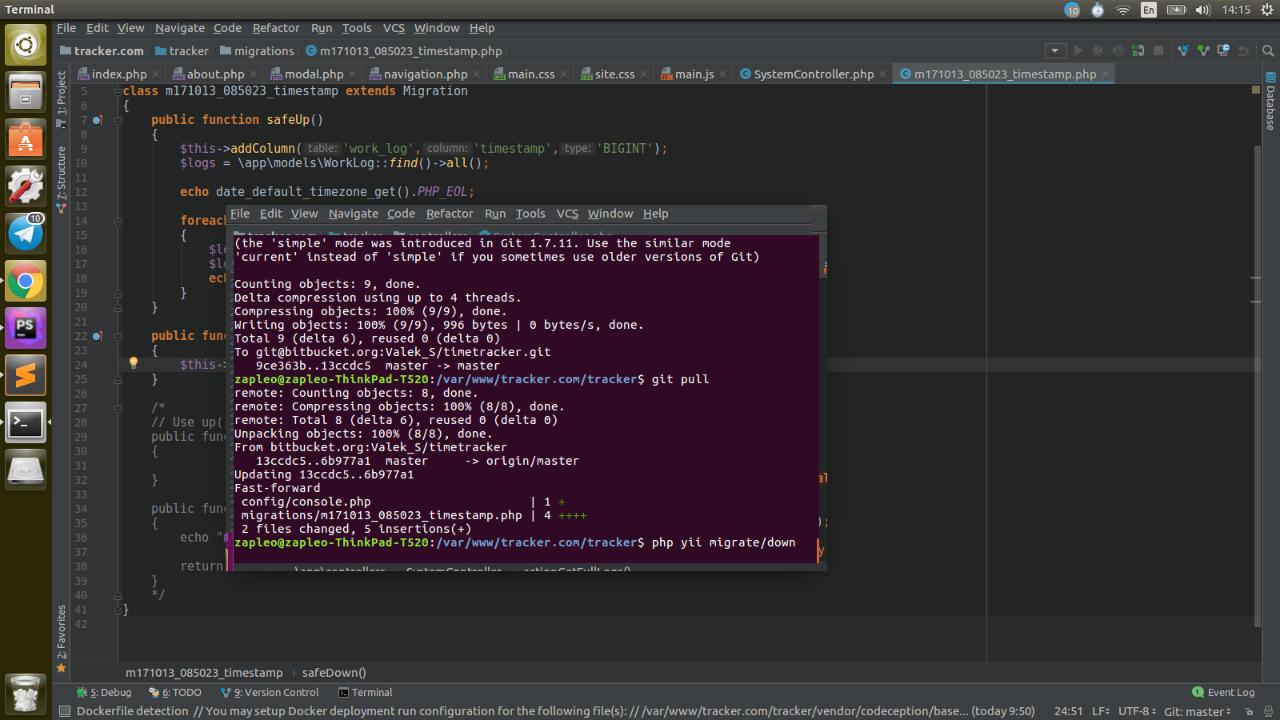 Terminal
10
En
14:15
File Edit View Navigate Code Refactor Run Tools VCS Window Help
tracker.com tracker migrations m171013_085023_timestamp.php
index.php about.php modal.php navigation.php main.css site.css main.js SystemController.php m171013_085023_timestamp.php
1: Project
7: Structure
2: Favorites
Database
10
PS
5 class m171013_085023_timestamp extends Migration
6 {
7 public function safeUp()
8 {
9 $this->addColumn( table: 'work_log', column: 'timestamp', type: 'BIGINT');
10 $logs = \app\models\WorkLog::find()->all();
11
12 echo date_default_timezone_get().PHP_EOL;
13
14 foreac
15 {
16 $lo
17 $lo
18 ech
19 }
20 }
21
22 public fun
23 {
24 $this->
25 }
26
27 /*
28 // Use up(
29 public fun
30 {
31
32 }
33
34 public fun
35 {
36 echo "m
37
38 return
39 }
40 */
41 }
42
File Edit View Navigate Code Refactor Run Tools VCS Window Help
(the 'simple' mode was introduced in Git 1.7.11. Use the similar mode
'current' instead of 'simple' if you sometimes use older versions of Git)
Counting objects: 9, done.
Delta compression using up to 4 threads.
Compressing objects: 100% (9/9), done.
Writing objects: 100% (9/9), 996 bytes | 0 bytes/s, done.
Total 9 (delta 6), reused 0 (delta 0)
To git@bitbucket.org:Valek_S/timetracker.git
9ce363b..13ccdc5 master -> master
zapleo@zapleo-ThinkPad-T520:/var/www/tracker.com/tracker$ git pull
remote: Counting objects: 8, done.
remote: Compressing objects: 100% (8/8), done.
remote: Total 8 (delta 6), reused 0 (delta 0)
Unpacking objects: 100% (8/8), done.
From bitbucket.org:Valek_S/timetracker
13ccdc5..6b977a1 master -> origin/master
Updating 13ccdc5..6b977a1
Fast-forward
config/console.php | 1 +
migrations/m171013_085023_timestamp.php | 4 ++++
2 files changed, 5 insertions(+)
zapleo@zapleo-ThinkPad-T520:/var/www/tracker.com/tracker$ php yii migrate/down
m171013_085023_timestamp safeDown()
5: Debug 6: TODO 9: Version Control Terminal 1 Event Log
Dockerfile detection // You may setup Docker deployment run configuration for the following file(s): // /var/www/tracker.com/tracker/vendor/codeception/base... (today 9:50) 24:51 LF UTF-8 Git: master